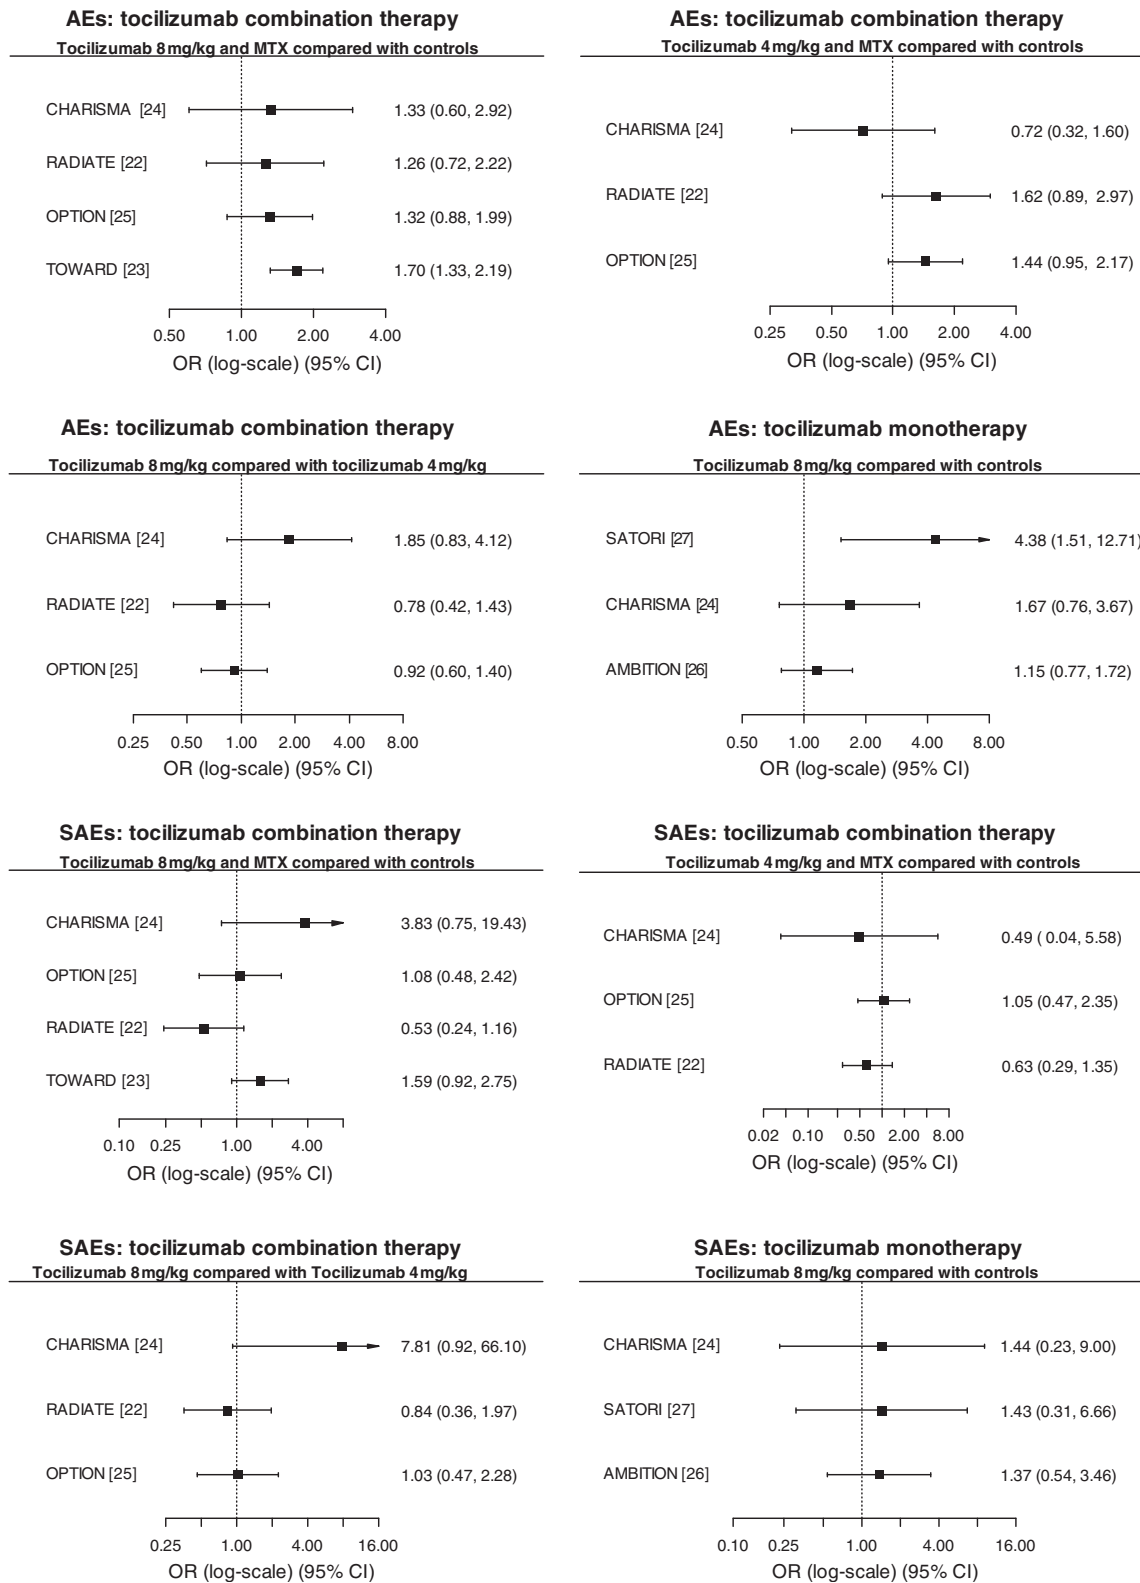 AEs: tocilizumab combination therapy
Tocilizumab 8 mg/kg and MTX compared with controls
CHARISMA [24] 1.33 (0.60, 2.92)
RADIATE [22] 1.26 (0.72, 2.22)
OPTION [25] 1.32 (0.88, 1.99)
TOWARD [23] 1.70 (1.33, 2.19)
0.50 1.00 2.00 4.00
OR (log-scale) (95% CI)
AEs: tocilizumab combination therapy
Tocilizumab 4 mg/kg and MTX compared with controls
CHARISMA [24] 0.72 (0.32, 1.60)
RADIATE [22] 1.62 (0.89, 2.97)
OPTION [25] 1.44 (0.95, 2.17)
0.25 0.50 1.00 2.00 4.00
OR (log-scale) (95% CI)
AEs: tocilizumab combination therapy
Tocilizumab 8 mg/kg compared with tocilizumab 4 mg/kg
CHARISMA [24] 1.85 (0.83, 4.12)
RADIATE [22] 0.78 (0.42, 1.43)
OPTION [25] 0.92 (0.60, 1.40)
0.25 0.50 1.00 2.00 4.00 8.00
OR (log-scale) (95% CI)
AEs: tocilizumab monotherapy
Tocilizumab 8 mg/kg compared with controls
SATORI [27] 4.38 (1.51, 12.71)
CHARISMA [24] 1.67 (0.76, 3.67)
AMBITION [26] 1.15 (0.77, 1.72)
0.50 1.00 2.00 4.00 8.00
OR (log-scale) (95% CI)
SAEs: tocilizumab combination therapy
Tocilizumab 8 mg/kg and MTX compared with controls
CHARISMA [24] 3.83 (0.75, 19.43)
OPTION [25] 1.08 (0.48, 2.42)
RADIATE [22] 0.53 (0.24, 1.16)
TOWARD [23] 1.59 (0.92, 2.75)
0.10 0.25 1.00 4.00
OR (log-scale) (95% CI)
SAEs: tocilizumab combination therapy
Tocilizumab 4 mg/kg and MTX compared with controls
CHARISMA [24] 0.49 ( 0.04, 5.58)
OPTION [25] 1.05 (0.47, 2.35)
RADIATE [22] 0.63 (0.29, 1.35)
0.02 0.10 0.50 2.00 8.00
OR (log-scale) (95% CI)
SAEs: tocilizumab combination therapy
Tocilizumab 8 mg/kg compared with Tocilizumab 4 mg/kg
CHARISMA [24] 7.81 (0.92, 66.10)
RADIATE [22] 0.84 (0.36, 1.97)
OPTION [25] 1.03 (0.47, 2.28)
0.25 1.00 4.00 16.00
OR (log-scale) (95% CI)
SAEs: tocilizumab monotherapy
Tocilizumab 8 mg/kg compared with controls
CHARISMA [24] 1.44 (0.23, 9.00)
SATORI [27] 1.43 (0.31, 6.66)
AMBITION [26] 1.37 (0.54, 3.46)
0.10 0.25 1.00 4.00 16.00
OR (log-scale) (95% CI)